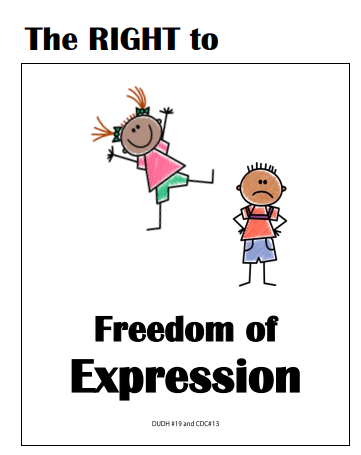 The RIGHT to
Freedom of
Expression
DUDH #19 and CDC#13